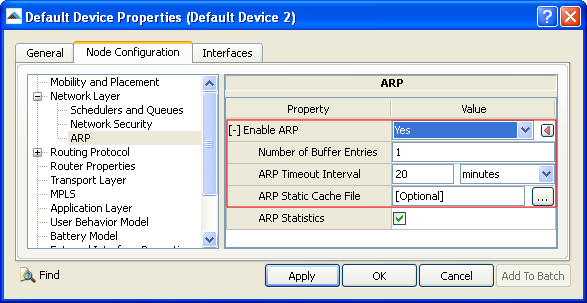 Default Device Properties (Default Device 2)
General Node Configuration Interfaces
Mobility and Placement
Network Layer
Schedulers and Queues
Network Security
ARP
Routing Protocol
Router Properties
Transport Layer
MPLS
Application Layer
User Behavior Model
Battery Model
ARP
Property Value
[-] Enable ARP Yes
Number of Buffer Entries 1
ARP Timeout Interval 20 minutes
ARP Static Cache File [Optional] ...
ARP Statistics
Find Apply OK Cancel Add To Batch